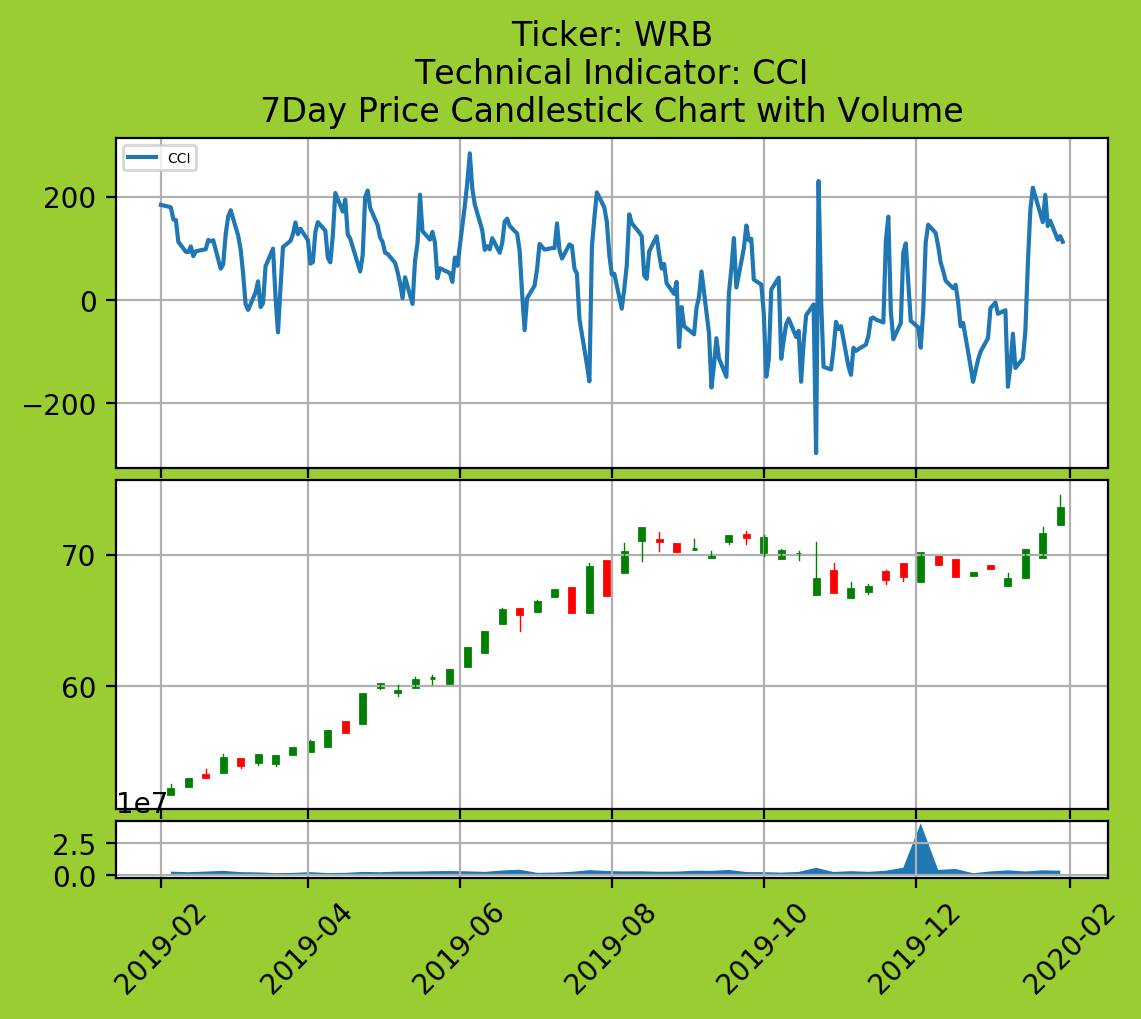 Ticker: WRB
Technical Indicator: CCI
7Day Price Candlestick Chart with Volume
CCI
200
0
−200
70
60
1e7
2.5
0.0
2019-02
2019-04
2019-06
2019-08
2019-10
2019-12
2020-02